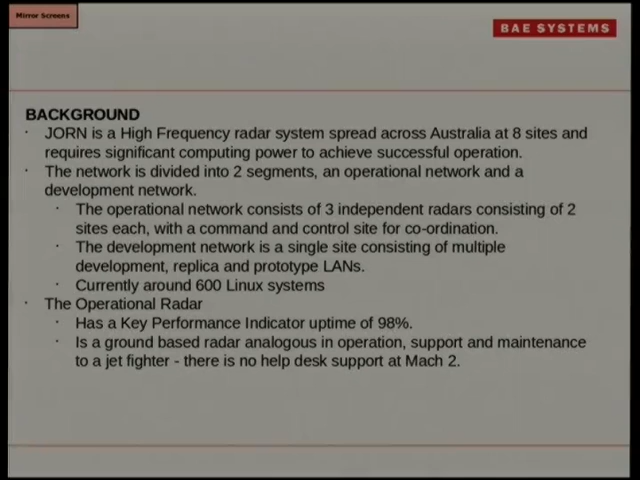 Mirror Screens
BAE SYSTEMS
BACKGROUND
· JORN is a High Frequency radar system spread across Australia at 8 sites and
requires significant computing power to achieve successful operation.
· The network is divided into 2 segments, an operational network and a
development network.
· The operational network consists of 3 independent radars consisting of 2
sites each, with a command and control site for co-ordination.
· The development network is a single site consisting of multiple
development, replica and prototype LANs.
· Currently around 600 Linux systems
· The Operational Radar
· Has a Key Performance Indicator uptime of 98%.
· Is a ground based radar analogous in operation, support and maintenance
to a jet fighter - there is no help desk support at Mach 2.